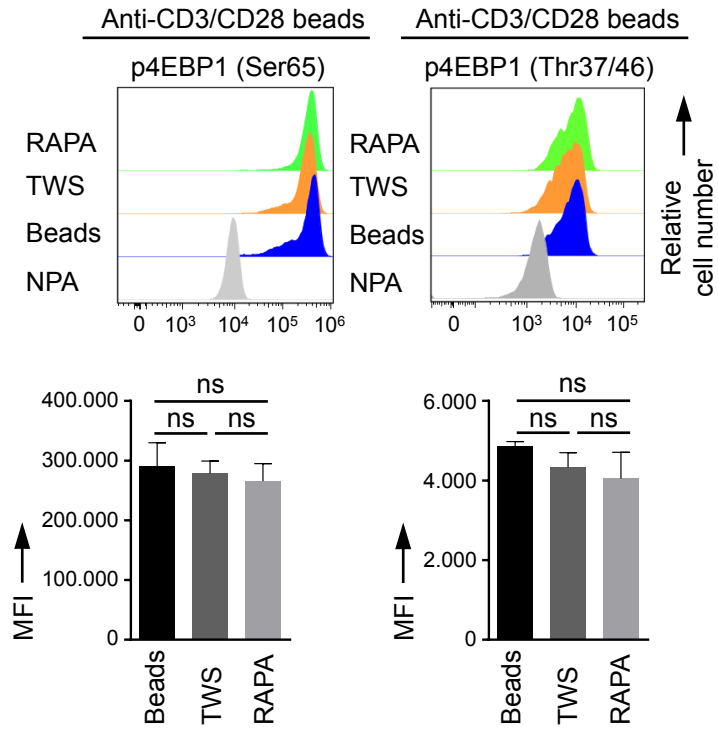 Anti-CD3/CD28 beads
p4EBP1 (Ser65)
RAPA
TWS
Beads
NPA
0 10³ 10⁴ 10⁵ 10⁶
Anti-CD3/CD28 beads
p4EBP1 (Thr37/46)
RAPA
TWS
Beads
NPA
0 10³ 10⁴ 10⁵
Relative
cell number
400.000
300.000
200.000
100.000
0
MFI
ns
ns ns
Beads
TWS
RAPA
6.000
4.000
2.000
0
MFI
ns
ns ns
Beads
TWS
RAPA